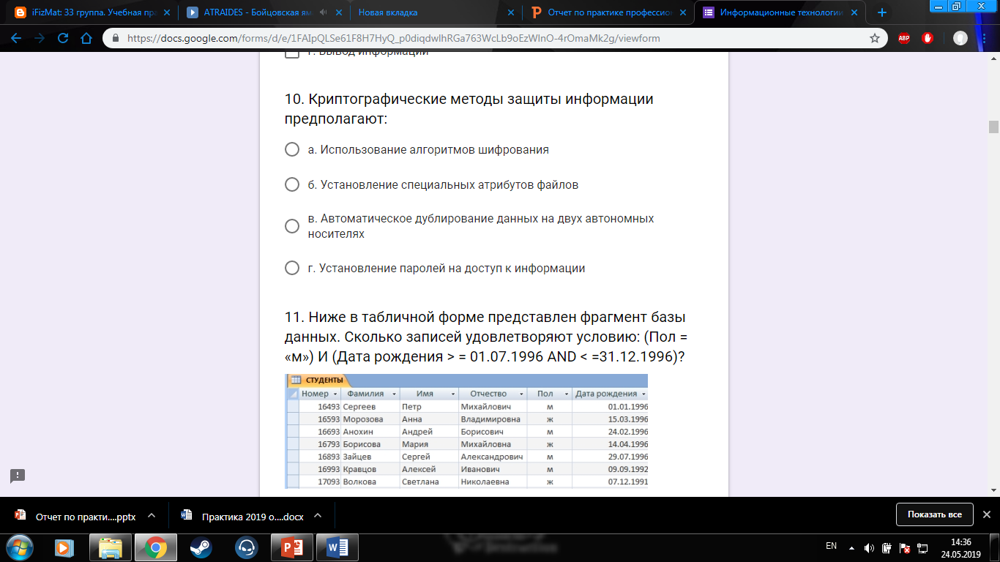 iFizMat: 33 группа. Учебная пра
ATRAIDES - Бойцовская ям
Новая вкладка
Отчет по практике профессион
Информационные технологии
https://docs.google.com/forms/d/e/1FAIpQLSe61F8H7HyQ_p0diqdwlhRGa763WcLb9oEzWlnO-4rOmaMk2g/viewform
ABP
г. Вывод информации
10. Криптографические методы защиты информации
предполагают:
а. Использование алгоритмов шифрования
б. Установление специальных атрибутов файлов
в. Автоматическое дублирование данных на двух автономных
носителях
г. Установление паролей на доступ к информации
11. Ниже в табличной форме представлен фрагмент базы
данных. Сколько записей удовлетворяют условию: (Пол =
«м») И (Дата рождения > = 01.07.1996 AND < =31.12.1996)?
СТУДЕНТЫ
Номер Фамилия Имя Отчество Пол Дата рождения
16493 Сергеев Петр Михайлович м 01.01.1996
16593 Морозова Анна Владимировна ж 15.03.1996
16693 Анохин Андрей Борисович м 24.02.1996
16793 Борисова Мария Михайловна ж 14.04.1996
16893 Зайцев Сергей Александрович м 29.07.1996
16993 Кравцов Алексей Иванович м 09.09.1992
17093 Волкова Светлана Николаевна ж 07.12.1991
Отчет по практи....pptx
Практика 2019 о....docx
Показать все
EN
14:36
24.05.2019